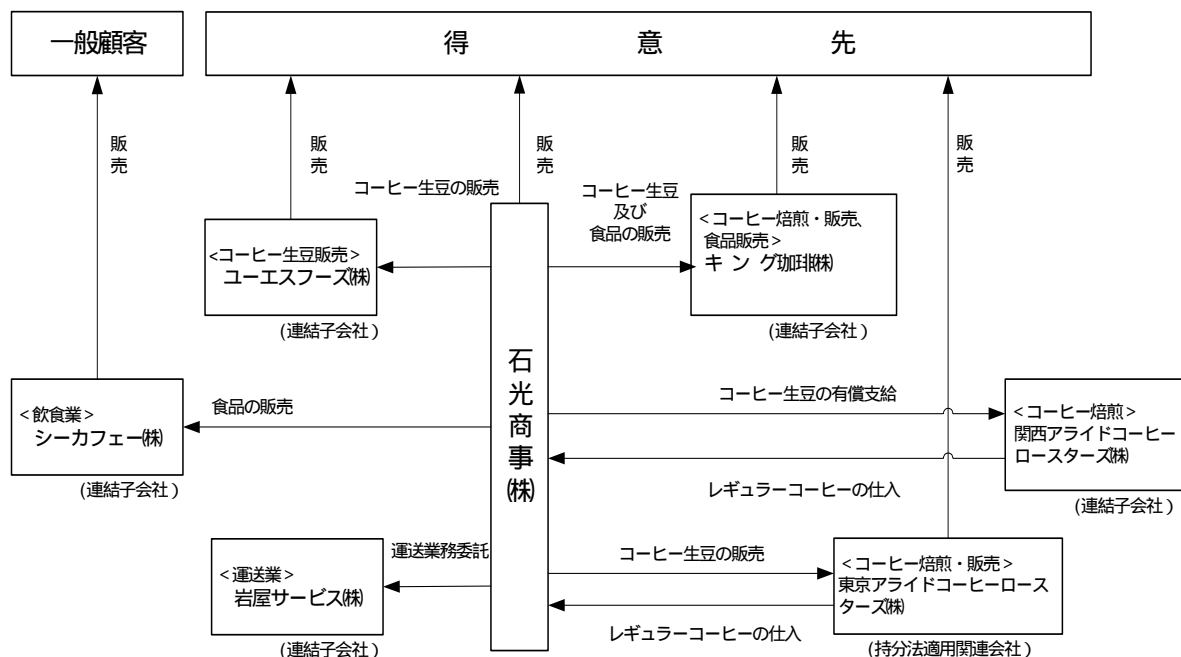 一般顧客
得意先
販売
販売
販売
販売
販売
コーヒー生豆の販売
コーヒー生豆
及び
食品の販売
<コーヒー生豆販売>
ユーエスフーズ㈱
(連結子会社)
<コーヒー焙煎・販売、
食品販売>
キング珈琲㈱
(連結子会社)
石光商事㈱
<飲食業>
シーカフェー㈱
(連結子会社)
食品の販売
コーヒー生豆の有償支給
<コーヒー焙煎>
関西アライドコーヒー
ロースターズ㈱
(連結子会社)
レギュラーコーヒーの仕入
運送業務委託
<運送業>
岩屋サービス㈱
(連結子会社)
コーヒー生豆の販売
<コーヒー焙煎・販売>
東京アライドコーヒーロース
ターズ㈱
(持分法適用関連会社)
レギュラーコーヒーの仕入